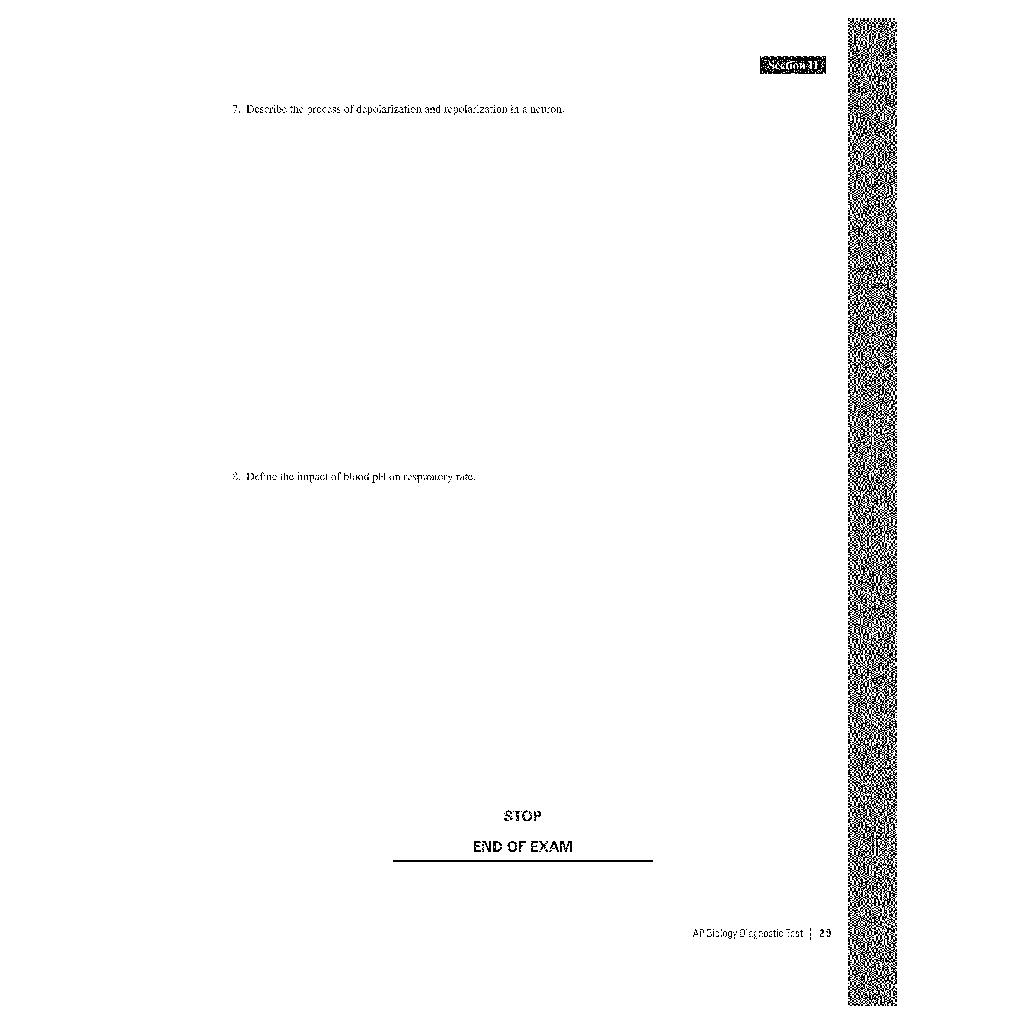 Section II
7. Describe the process of depolarization and repolarization in a neuron.
8. Define the impact of blood pH on respiratory rate.
STOP
END OF EXAM
AP Biology Diagnostic Test | 29